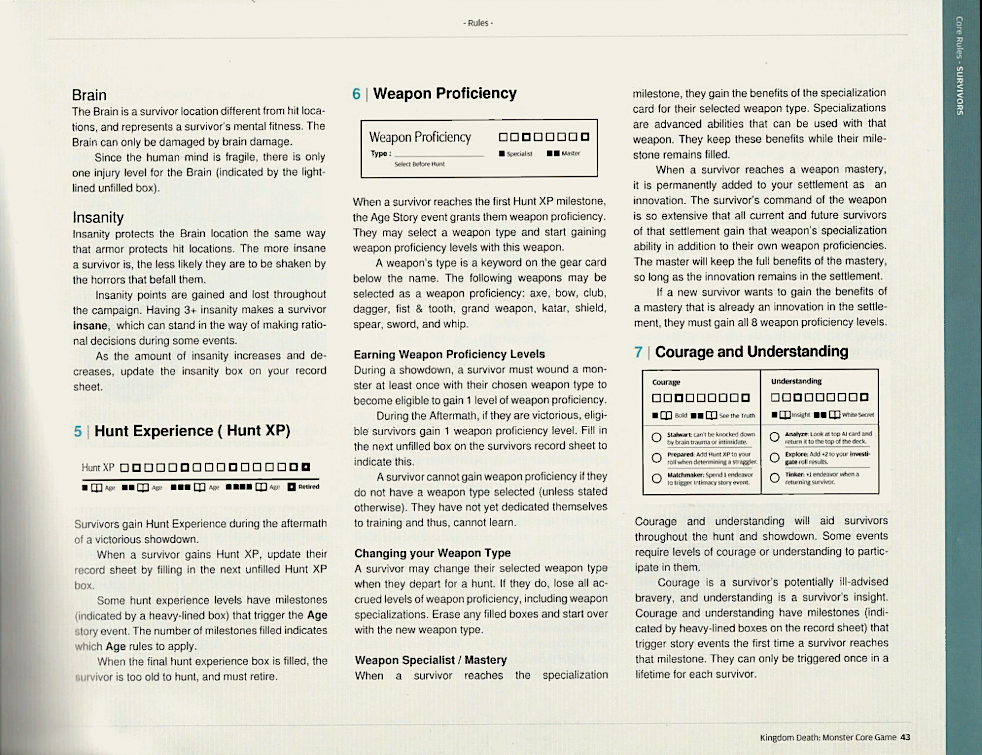 - Rules -
Core Rules - SURVIVORS
Brain
The Brain is a survivor location different from hit loca-
tions, and represents a survivor's mental fitness. The
Brain can only be damaged by brain damage.
Since the human mind is fragile, there is only
one injury level for the Brain (indicated by the light-
lined unfilled box).
Insanity
Insanity protects the Brain location the same way
that armor protects hit locations. The more insane
a survivor is, the less likely they are to be shaken by
the horrors that befall them.
Insanity points are gained and lost throughout
the campaign. Having 3+ insanity makes a survivor
insane, which can stand in the way of making ratio-
nal decisions during some events.
As the amount of insanity increases and de-
creases, update the insanity box on your record
sheet.
5 | Hunt Experience ( Hunt XP)
Hunt XP
Age Age Age Age Retired
Survivors gain Hunt Experience during the aftermath
of a victorious showdown.
When a survivor gains Hunt XP, update their
record sheet by filling in the next unfilled Hunt XP
box.
Some hunt experience levels have milestones
(indicated by a heavy-lined box) that trigger the Age
story event. The number of milestones filled indicates
which Age rules to apply.
When the final hunt experience box is filled, the
survivor is too old to hunt, and must retire.
6 | Weapon Proficiency
Weapon Proficiency
Type : Specialist Master
Select Before Hunt
When a survivor reaches the first Hunt XP milestone,
the Age Story event grants them weapon proficiency.
They may select a weapon type and start gaining
weapon proficiency levels with this weapon.
A weapon's type is a keyword on the gear card
below the name. The following weapons may be
selected as a weapon proficiency: axe, bow, club,
dagger, fist & tooth, grand weapon, katar, shield,
spear, sword, and whip.
Earning Weapon Proficiency Levels
During a showdown, a survivor must wound a mon-
ster at least once with their chosen weapon type to
become eligible to gain 1 level of weapon proficiency.
During the Aftermath, if they are victorious, eligi-
ble survivors gain 1 weapon proficiency level. Fill in
the next unfilled box on the survivors record sheet to
indicate this.
A survivor cannot gain weapon proficiency if they
do not have a weapon type selected (unless stated
otherwise). They have not yet dedicated themselves
to training and thus, cannot learn.
Changing your Weapon Type
A survivor may change their selected weapon type
when they depart for a hunt. If they do, lose all ac-
crued levels of weapon proficiency, including weapon
specializations. Erase any filled boxes and start over
with the new weapon type.
Weapon Specialist / Mastery
When a survivor reaches the specialization
milestone, they gain the benefits of the specialization
card for their selected weapon type. Specializations
are advanced abilities that can be used with that
weapon. They keep these benefits while their mile-
stone remains filled.
When a survivor reaches a weapon mastery,
it is permanently added to your settlement as an
innovation. The survivor's command of the weapon
is so extensive that all current and future survivors
of that settlement gain that weapon's specialization
ability in addition to their own weapon proficiencies.
The master will keep the full benefits of the mastery,
so long as the innovation remains in the settlement.
If a new survivor wants to gain the benefits of
a mastery that is already an innovation in the settle-
ment, they must gain all 8 weapon proficiency levels.
7 | Courage and Understanding
Courage
Bold See the Truth
Stalwart: can't be knocked down
by brain trauma or intimidate.
Prepared: Add Hunt XP to your
roll when determining a straggler.
Matchmaker: Spend 1 endeavor
to trigger intimacy story event.
Understanding
Insight White Secret
Analyze: Look at top AI card and
return it to the top of the deck.
Explore: Add +2 to your investi-
gate roll results.
Tinker: +1 endeavor when a
returning survivor.
Courage and understanding will aid survivors
throughout the hunt and showdown. Some events
require levels of courage or understanding to partic-
ipate in them.
Courage is a survivor's potentially ill-advised
bravery, and understanding is a survivor's insight.
Courage and understanding have milestones (indi-
cated by heavy-lined boxes on the record sheet) that
trigger story events the first time a survivor reaches
that milestone. They can only be triggered once in a
lifetime for each survivor.
Kingdom Death: Monster Core Game 43